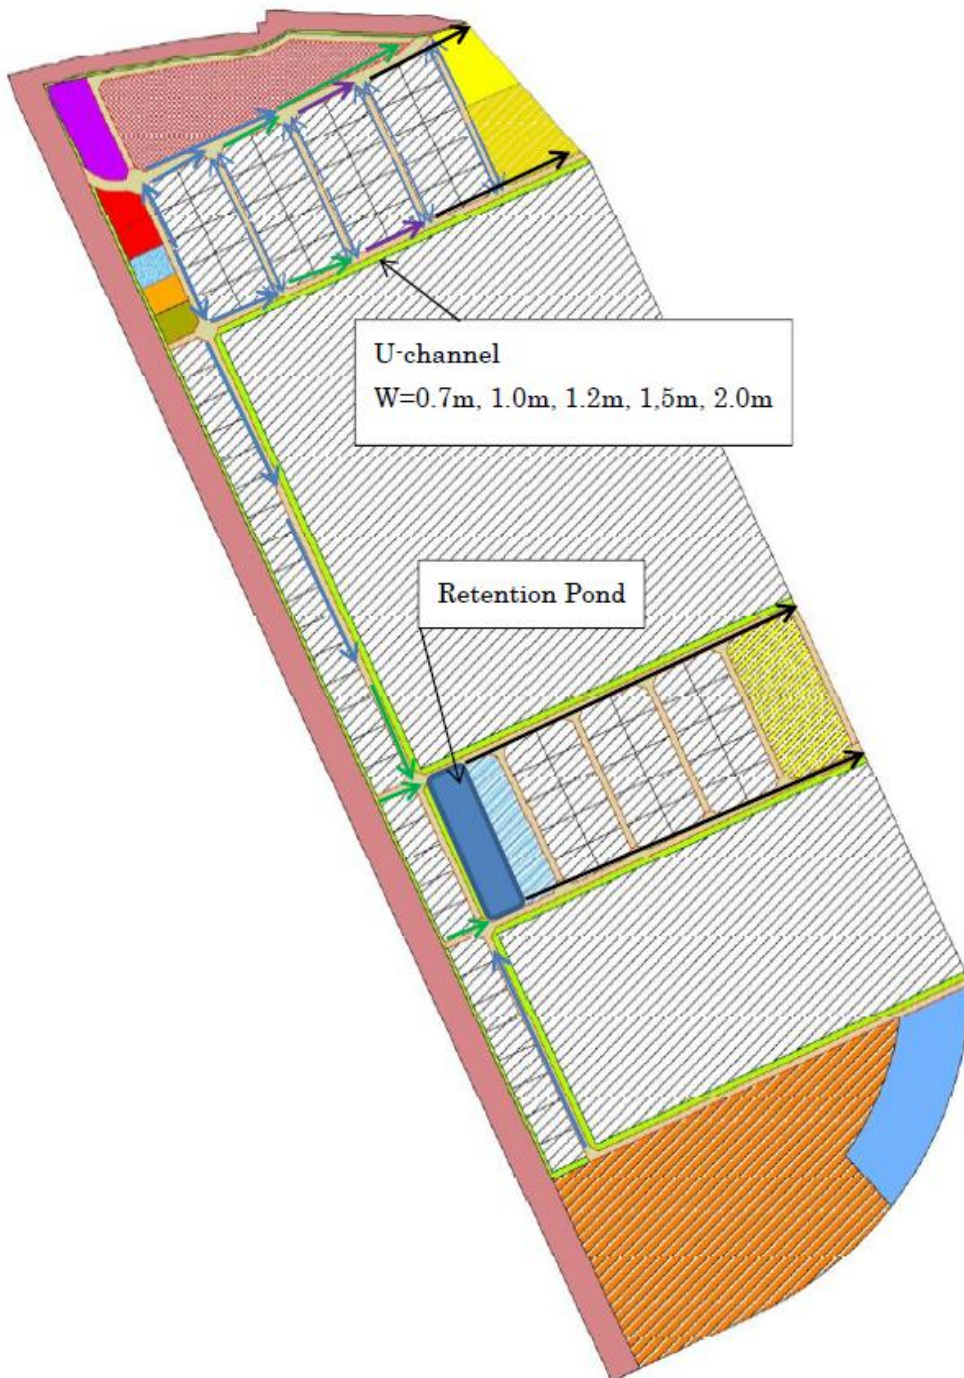 U-channel
W=0.7m, 1.0m, 1.2m, 1,5m, 2.0m
Retention Pond